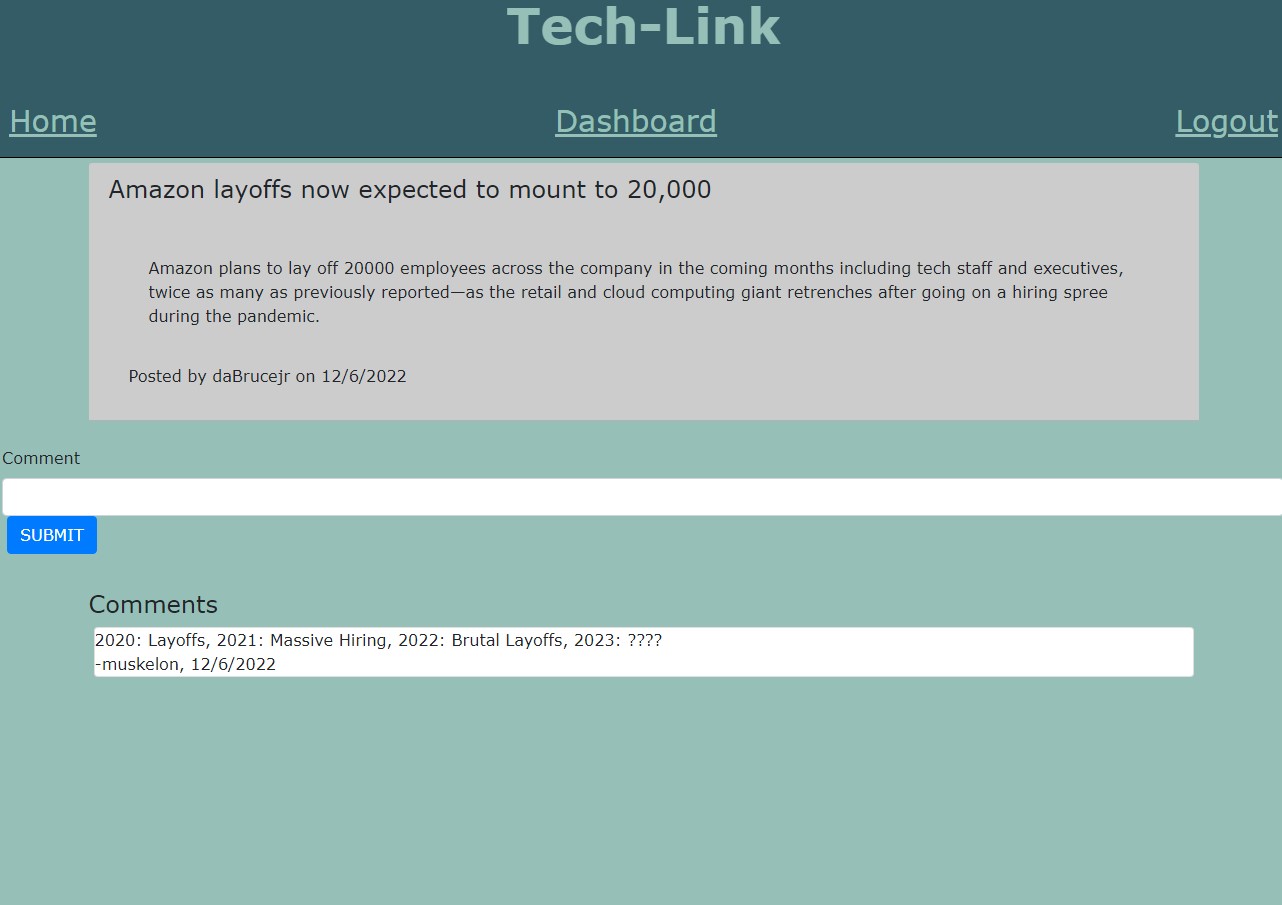 Tech-Link
Home
Dashboard
Logout
Amazon layoffs now expected to mount to 20,000
Amazon plans to lay off 20000 employees across the company in the coming months including tech staff and executives,
twice as many as previously reported—as the retail and cloud computing giant retrenches after going on a hiring spree
during the pandemic.
Posted by daBrucejr on 12/6/2022
Comment
SUBMIT
Comments
2020: Layoffs, 2021: Massive Hiring, 2022: Brutal Layoffs, 2023: ????
-muskelon, 12/6/2022